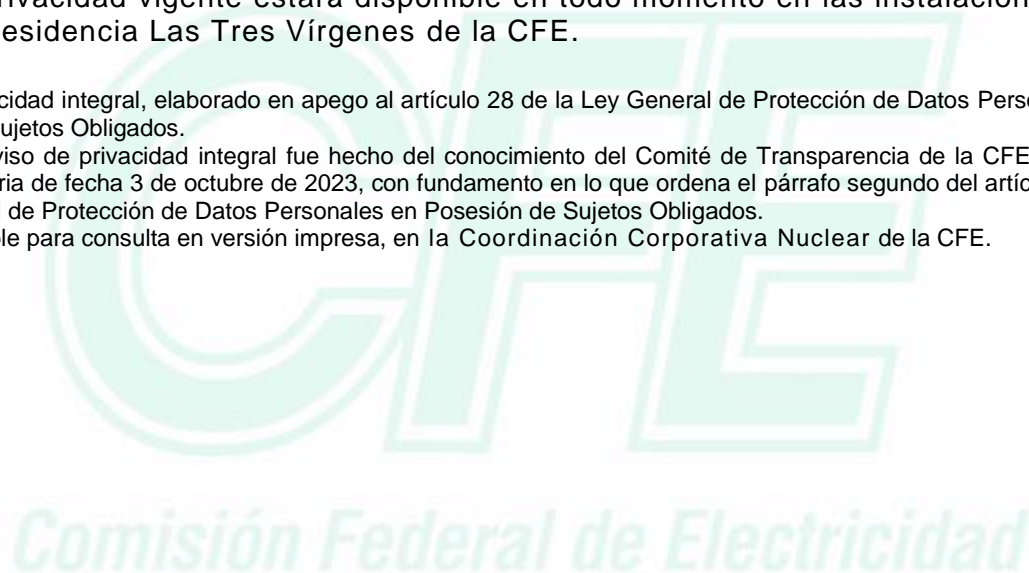 rivacidad vigente estará disponible en todo momento en las instalacion
esidencia Las Tres Vírgenes de la CFE.
cidad integral, elaborado en apego al artículo 28 de la Ley General de Protección de Datos Perso
ujetos Obligados.
viso de privacidad integral fue hecho del conocimiento del Comité de Transparencia de la CFE
ria de fecha 3 de octubre de 2023, con fundamento en lo que ordena el párrafo segundo del artíc
l de Protección de Datos Personales en Posesión de Sujetos Obligados.
ole para consulta en versión impresa, en la Coordinación Corporativa Nuclear de la CFE.
CFE
Comisión Federal de Electricidad